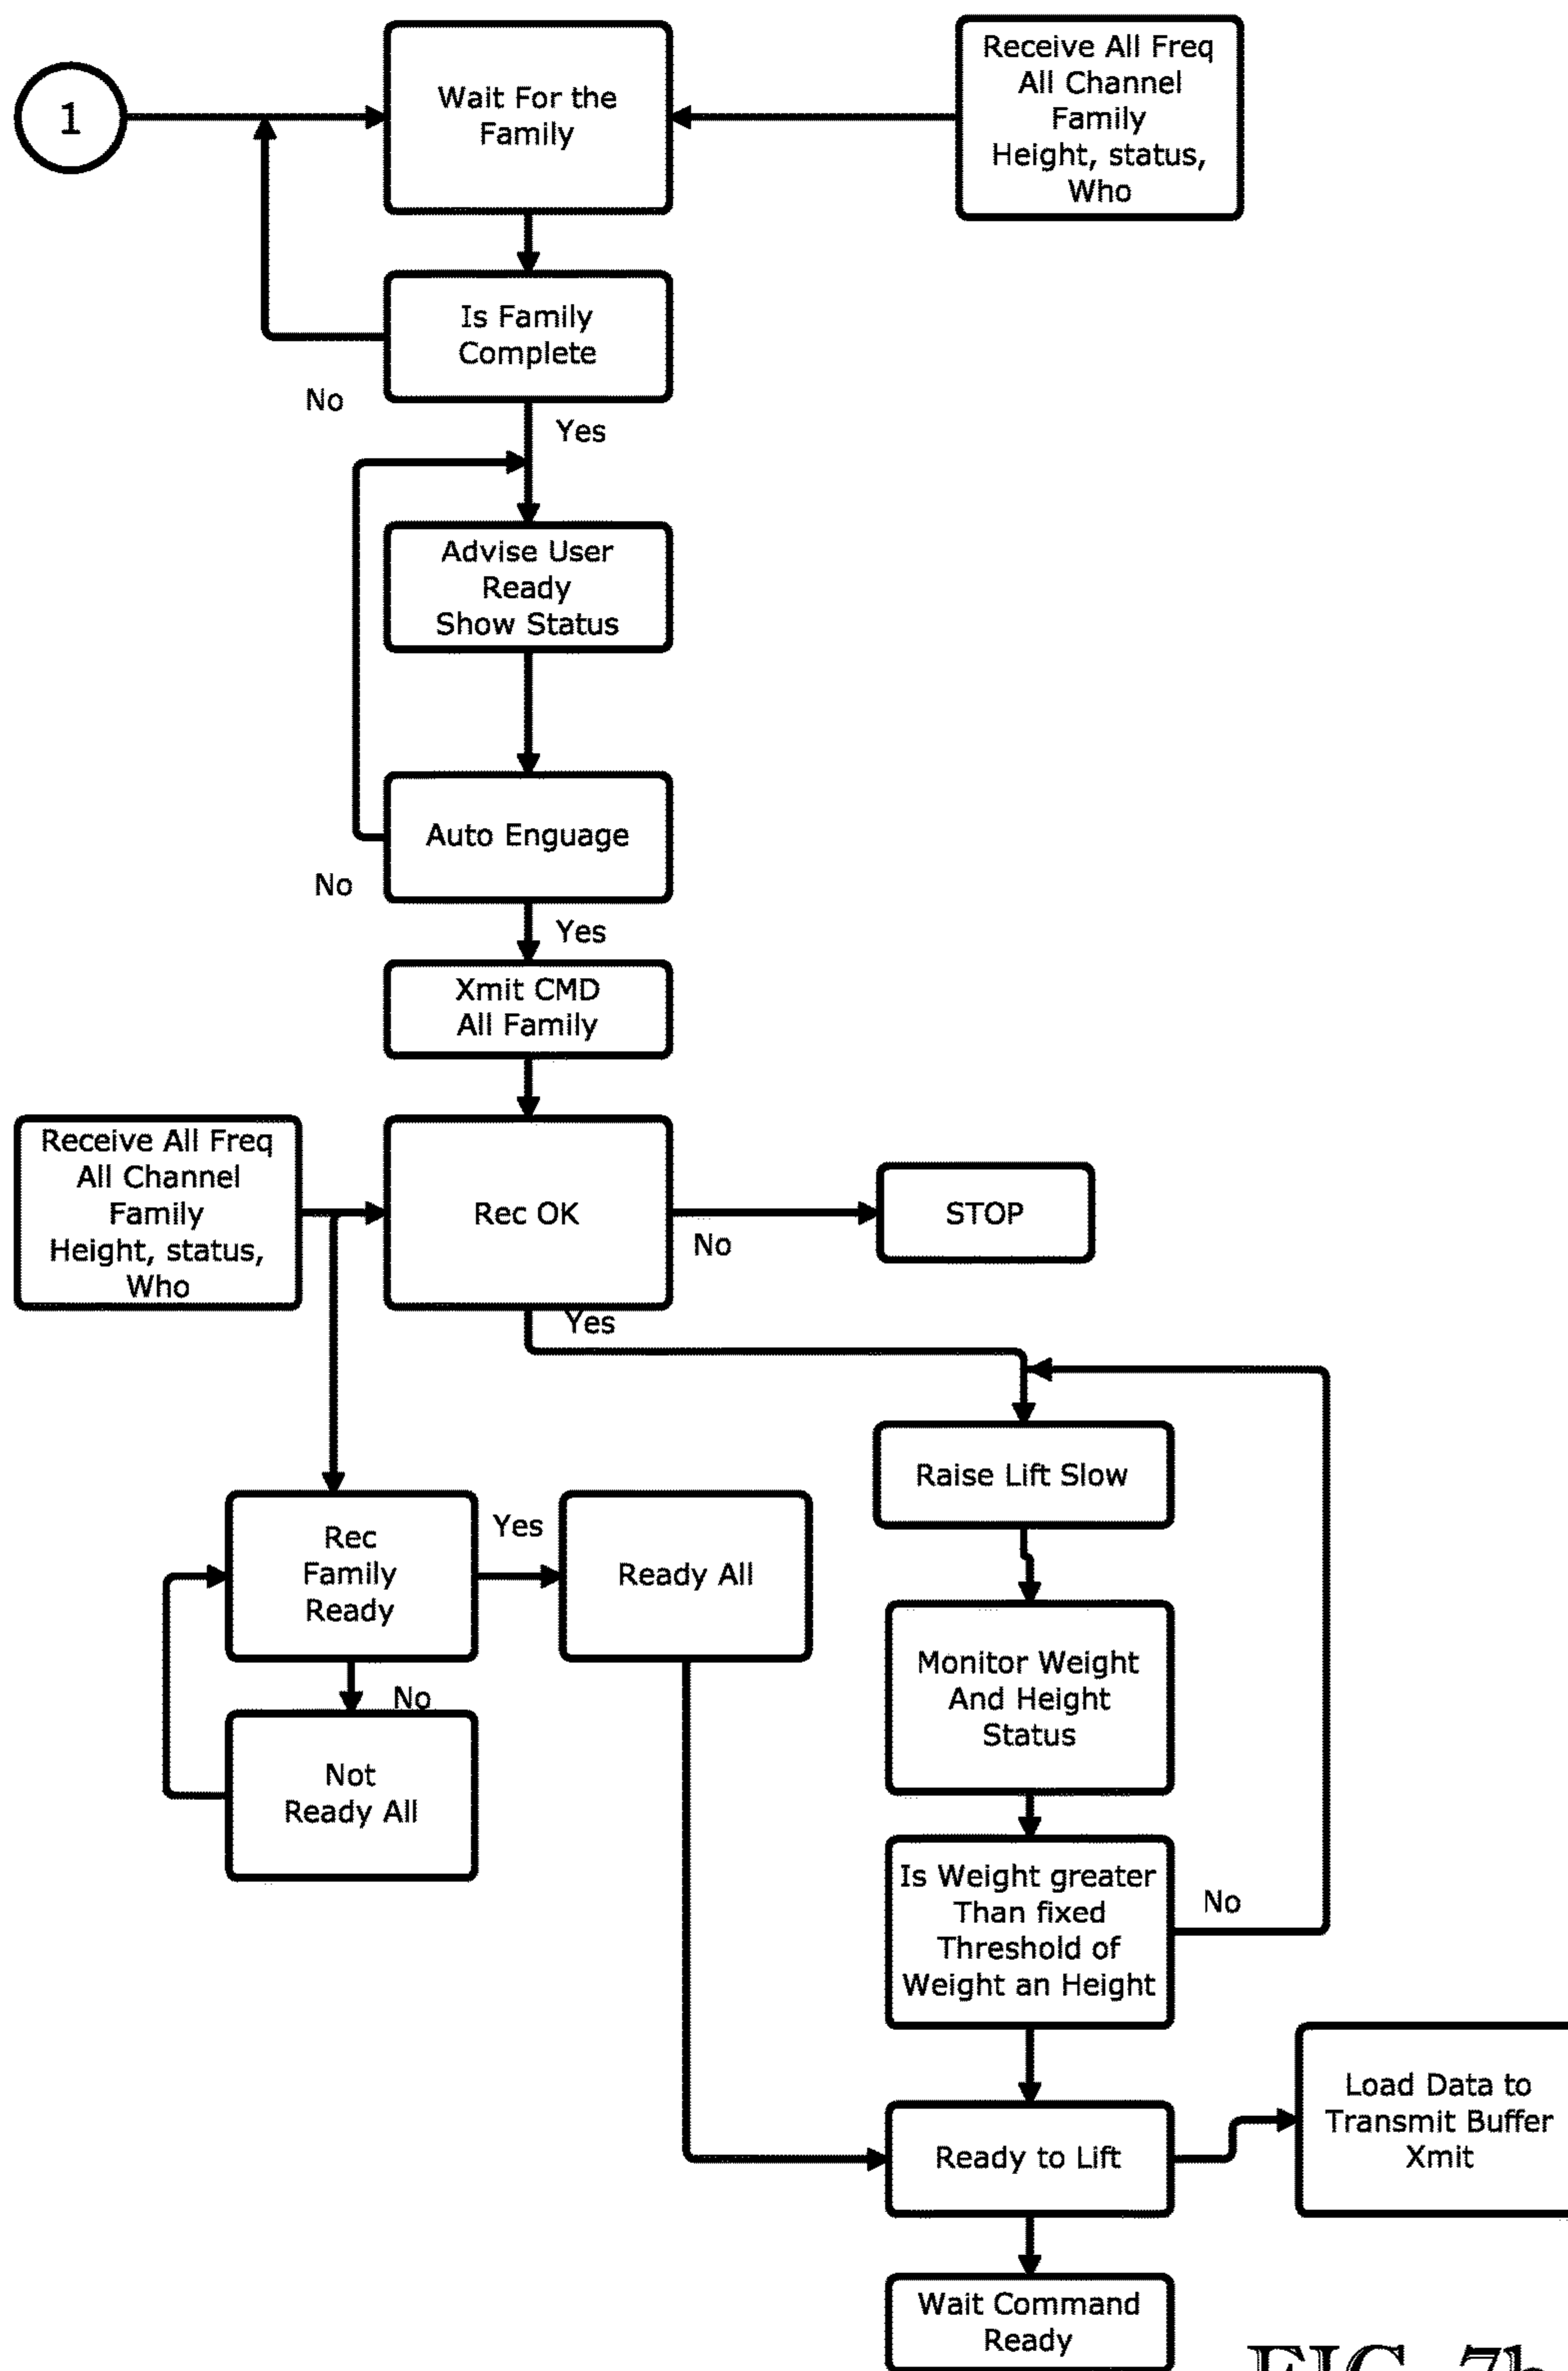 1
Wait For the
Family
Receive All Freq
All Channel
Family
Height, status,
Who
Is Family
Complete
No
Yes
Advise User
Ready
Show Status
Auto Enguage
No
Yes
Xmit CMD
All Family
Receive All Freq
All Channel
Family
Height, status,
Who
Rec OK
No
STOP
Yes
Raise Lift Slow
Rec
Family
Ready
Yes
Ready All
No
Not
Ready All
Monitor Weight
And Height
Status
Is Weight greater
Than fixed
Threshold of
Weight an Height
No
Ready to Lift
Load Data to
Transmit Buffer
Xmit
Wait Command
Ready
FIG. 7b